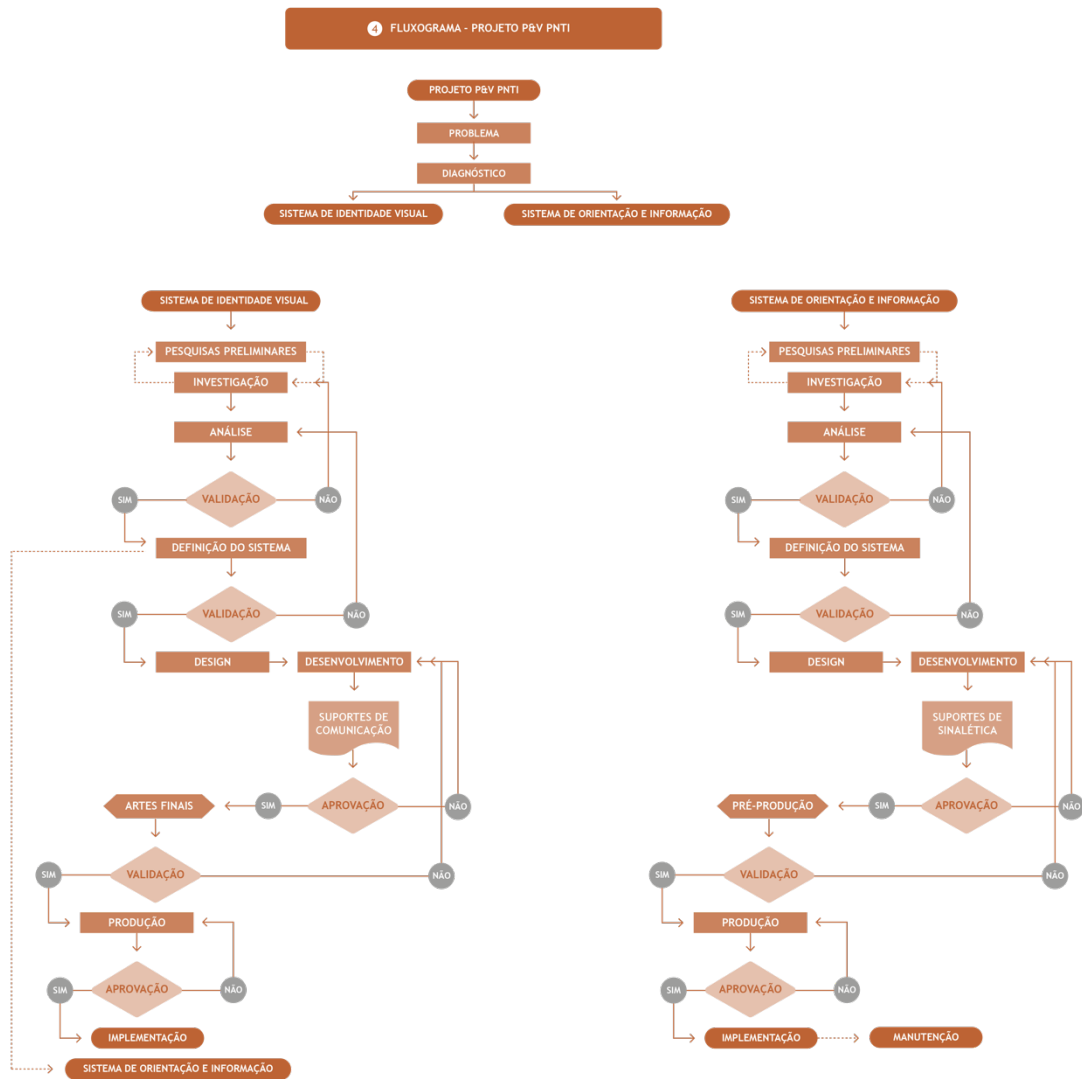 4 FLUXOGRAMA - PROJETO P&V PNTI
PROJETO P&V PNTI
PROBLEMA
DIAGNÓSTICO
SISTEMA DE IDENTIDADE VISUAL
SISTEMA DE ORIENTAÇÃO E INFORMAÇÃO
SISTEMA DE IDENTIDADE VISUAL
PESQUISAS PRELIMINARES
INVESTIGAÇÃO
ANÁLISE
SIM
VALIDAÇÃO
NÃO
DEFINIÇÃO DO SISTEMA
SIM
VALIDAÇÃO
NÃO
DESIGN
DESENVOLVIMENTO
SUPORTES DE
COMUNICAÇÃO
ARTES FINAIS
SIM
APROVAÇÃO
NÃO
SIM
VALIDAÇÃO
NÃO
PRODUÇÃO
SIM
APROVAÇÃO
NÃO
IMPLEMENTAÇÃO
SISTEMA DE ORIENTAÇÃO E INFORMAÇÃO
SISTEMA DE ORIENTAÇÃO E INFORMAÇÃO
PESQUISAS PRELIMINARES
INVESTIGAÇÃO
ANÁLISE
SIM
VALIDAÇÃO
NÃO
DEFINIÇÃO DO SISTEMA
SIM
VALIDAÇÃO
NÃO
DESIGN
DESENVOLVIMENTO
SUPORTES DE
SINALÉTICA
PRÉ-PRODUÇÃO
SIM
APROVAÇÃO
NÃO
SIM
VALIDAÇÃO
NÃO
PRODUÇÃO
SIM
APROVAÇÃO
NÃO
IMPLEMENTAÇÃO
MANUTENÇÃO